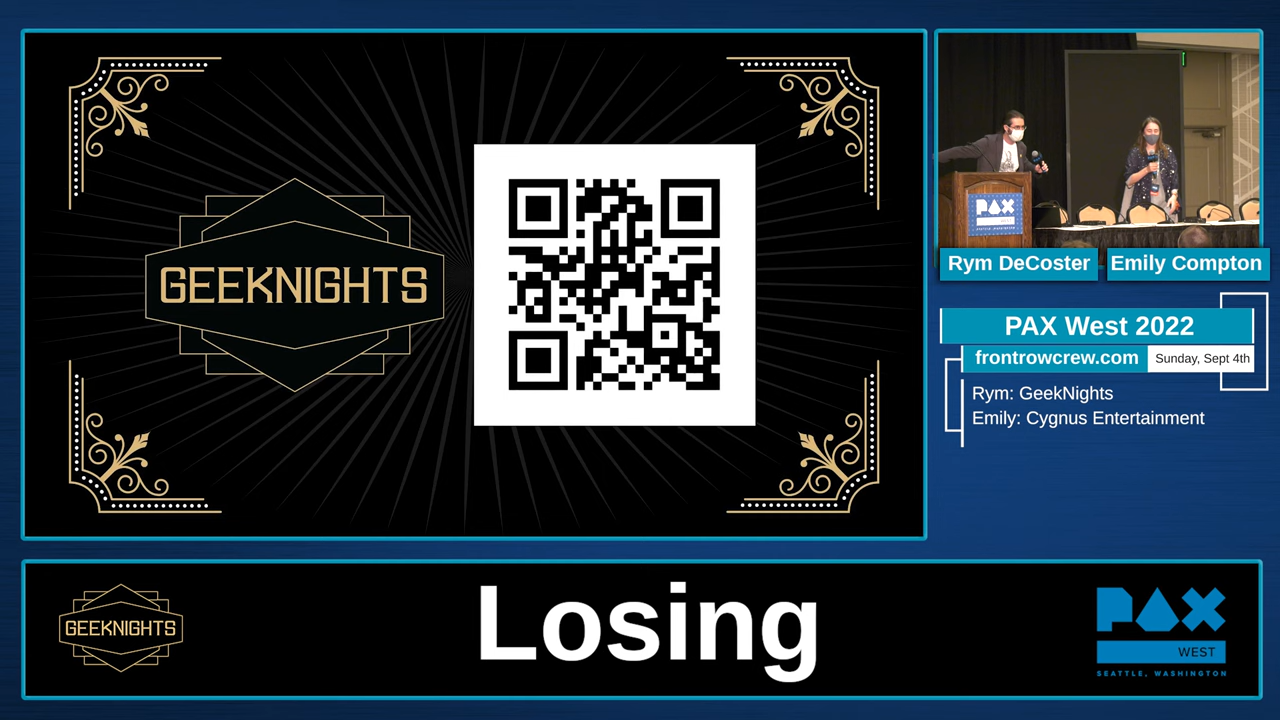 GEEKNIGHTS
PAX
WEST
Rym DeCoster
Emily Compton
PAX West 2022
frontrowcrew.com
Sunday, Sept 4th
Rym: GeekNights
Emily: Cygnus Entertainment
GEEKNIGHTS
Losing
PAX
WEST
SEATTLE, WASHINGTON